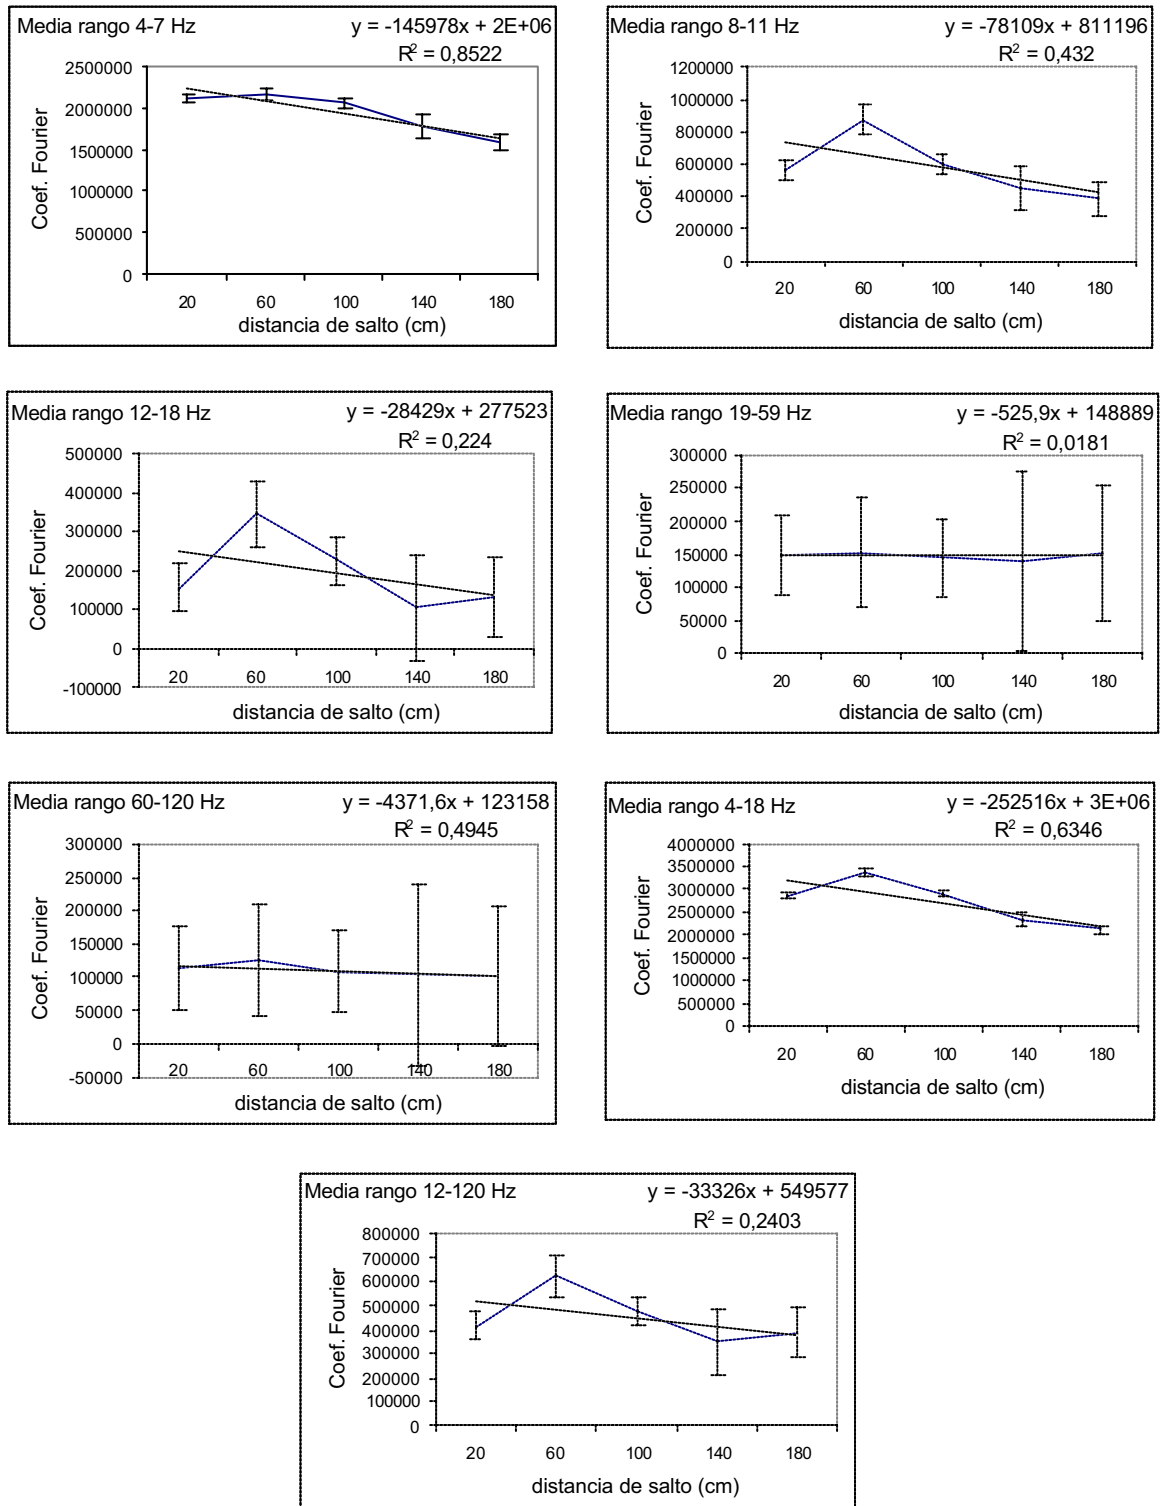 Media rango 4-7 Hz y = -145978x + 2E+06
R² = 0,8522
2500000
2000000
1500000
1000000
500000
0
Coef. Fourier
20 60 100 140 180
distancia de salto (cm)
Media rango 8-11 Hz y = -78109x + 811196
R² = 0,432
1200000
1000000
800000
600000
400000
200000
0
Coef. Fourier
20 60 100 140 180
distancia de salto (cm)
Media rango 12-18 Hz y = -28429x + 277523
R² = 0,224
500000
400000
300000
200000
100000
0
-100000
Coef. Fourier
20 60 100 140 180
distancia de salto (cm)
Media rango 19-59 Hz y = -525,9x + 148889
R² = 0,0181
300000
250000
200000
150000
100000
50000
0
Coef. Fourier
20 60 100 140 180
distancia de salto (cm)
Media rango 60-120 Hz y = -4371,6x + 123158
R² = 0,4945
300000
250000
200000
150000
100000
50000
0
-50000
Coef. Fourier
20 60 100 140 180
distancia de salto (cm)
Media rango 4-18 Hz y = -252516x + 3E+06
R² = 0,6346
4000000
3500000
3000000
2500000
2000000
1500000
1000000
500000
0
Coef. Fourier
20 60 100 140 180
distancia de salto (cm)
Media rango 12-120 Hz y = -33326x + 549577
R² = 0,2403
800000
700000
600000
500000
400000
300000
200000
100000
0
Coef. Fourier
20 60 100 140 180
distancia de salto (cm)